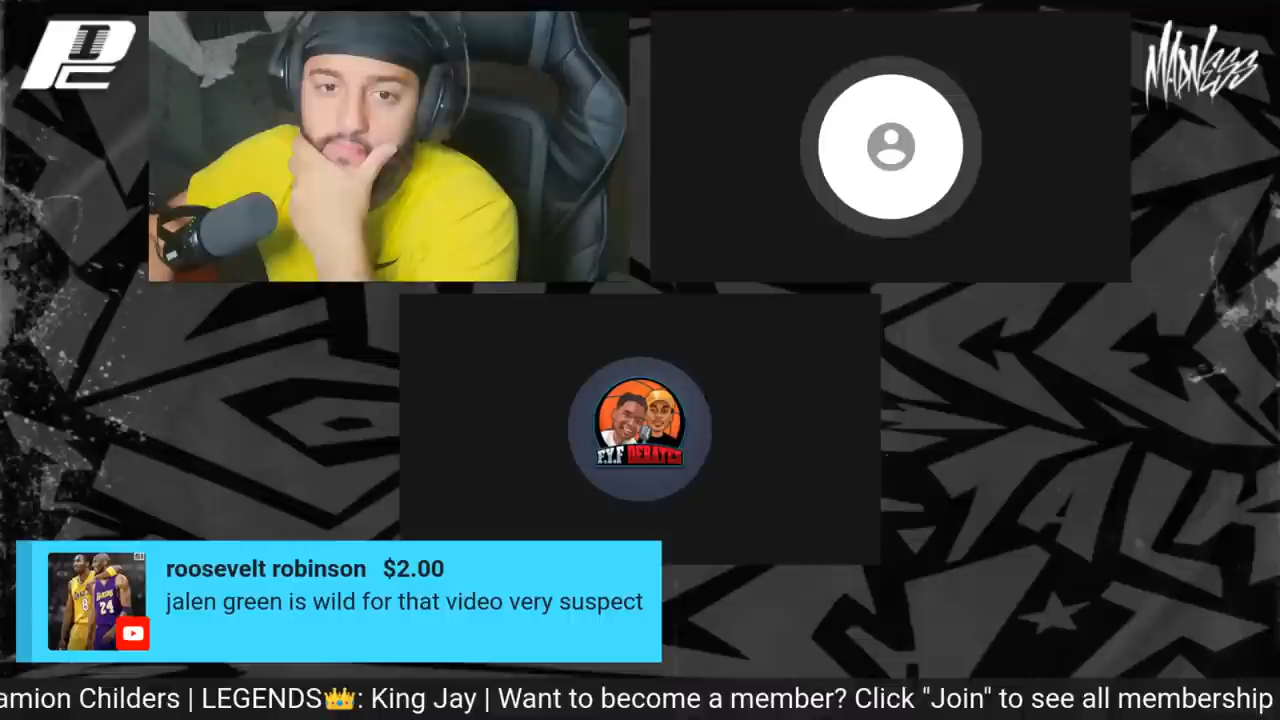 MADNESS
F.Y.F DEBATES
roosevelt robinson $2.00
jalen green is wild for that video very suspect
amion Childers | LEGENDS👑: King Jay | Want to become a member? Click "Join" to see all membership